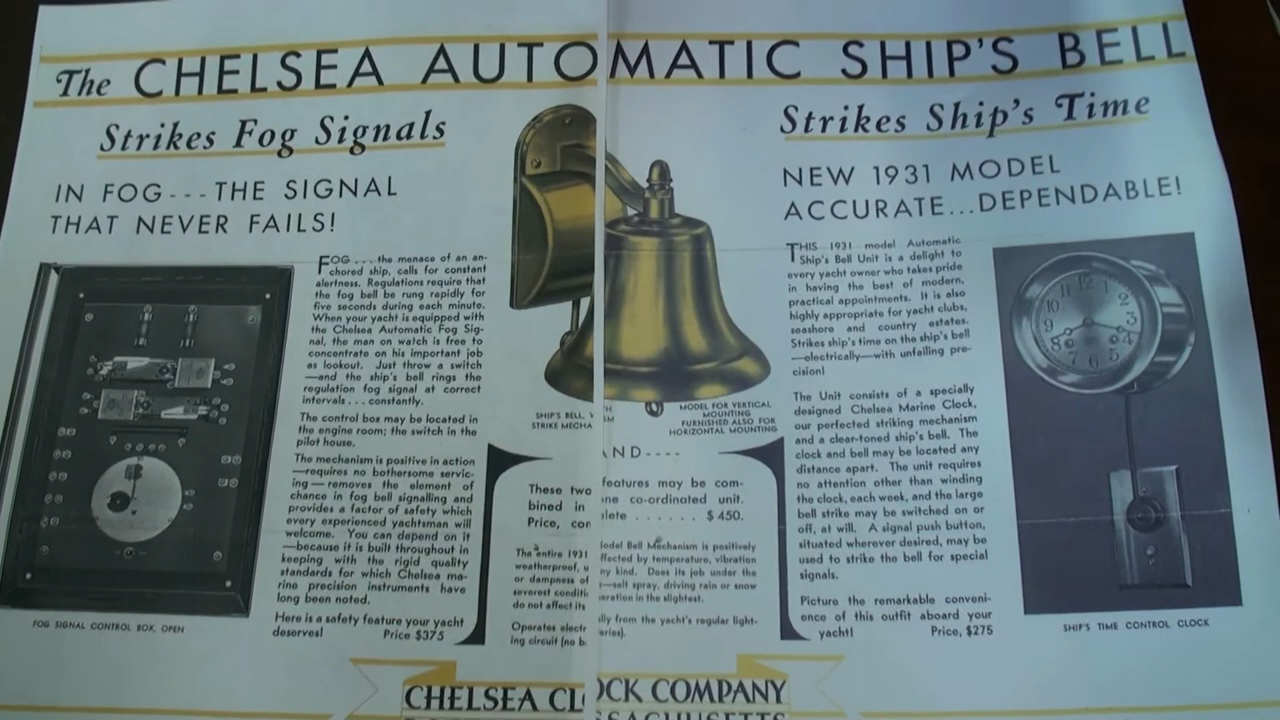 The CHELSEA AUTOMATIC SHIP'S BELL
Strikes Fog Signals
IN FOG---THE SIGNAL
THAT NEVER FAILS!
FOG....the menace of an an-
chored ship, calls for constant
alertness. Regulations require that
the fog bell be rung rapidly for
five seconds during each minute.
When your yacht is equipped with
the Chelsea Automatic Fog Sig-
nal, the man on watch is free to
concentrate on his important job
as lookout. Just throw a switch
—and the ship's bell rings the
regulation fog signal at correct
intervals... constantly.
The control box may be located in
the engine room; the switch in the
pilot house.
The mechanism is positive in action
—requires no bothersome servic-
ing—removes the element of
chance in fog bell signalling and
provides a factor of safety which
every experienced yachtsman will
welcome. You can depend on it
—because it is built throughout in
keeping with the rigid quality
standards for which Chelsea ma-
rine precision instruments have
long been noted.
Here is a safety feature your yacht
deserves! Price $375
FOG SIGNAL CONTROL BOX, OPEN
SHIP'S BELL, 
STRIKE MECHA
MODEL FOR VERTICAL
MOUNTING
FURNISHED ALSO FOR
HORIZONTAL MOUNTING
AND----
These two features may be com-
bined in one co-ordinated unit.
Price, complete . . . . . . $450.
The entire 1931 Model Bell Mechanism is positively
weatherproof, unaffected by temperature, vibration
or dampness of any kind. Does its job under the
severest conditions—salt spray, driving rain or snow
do not affect its operation in the slightest.
Operates electrically from the yacht's regular light-
ing circuit (no batteries).
Strikes Ship's Time
NEW 1931 MODEL
ACCURATE...DEPENDABLE!
THIS 1931 model Automatic
Ship's Bell Unit is a delight to
every yacht owner who takes pride
in having the best of modern,
practical appointments. It is also
highly appropriate for yacht clubs,
seashore and country estates.
Strikes ship's time on the ship's bell
—electrically—with unfailing pre-
cision!
The Unit consists of a specially
designed Chelsea Marine Clock,
our perfected striking mechanism
and a clear-toned ship's bell. The
clock and bell may be located any
distance apart. The unit requires
no attention other than winding
the clock, each week, and the large
bell strike may be switched on or
off, at will. A signal push button,
situated wherever desired, may be
used to strike the bell for special
signals.
Picture the remarkable conveni-
ence of this outfit aboard your
yacht! Price, $275
12 1 2 3 4 5 6 7 8 9 10 11
SHIP'S TIME CONTROL CLOCK
CHELSEA CLOCK COMPANY